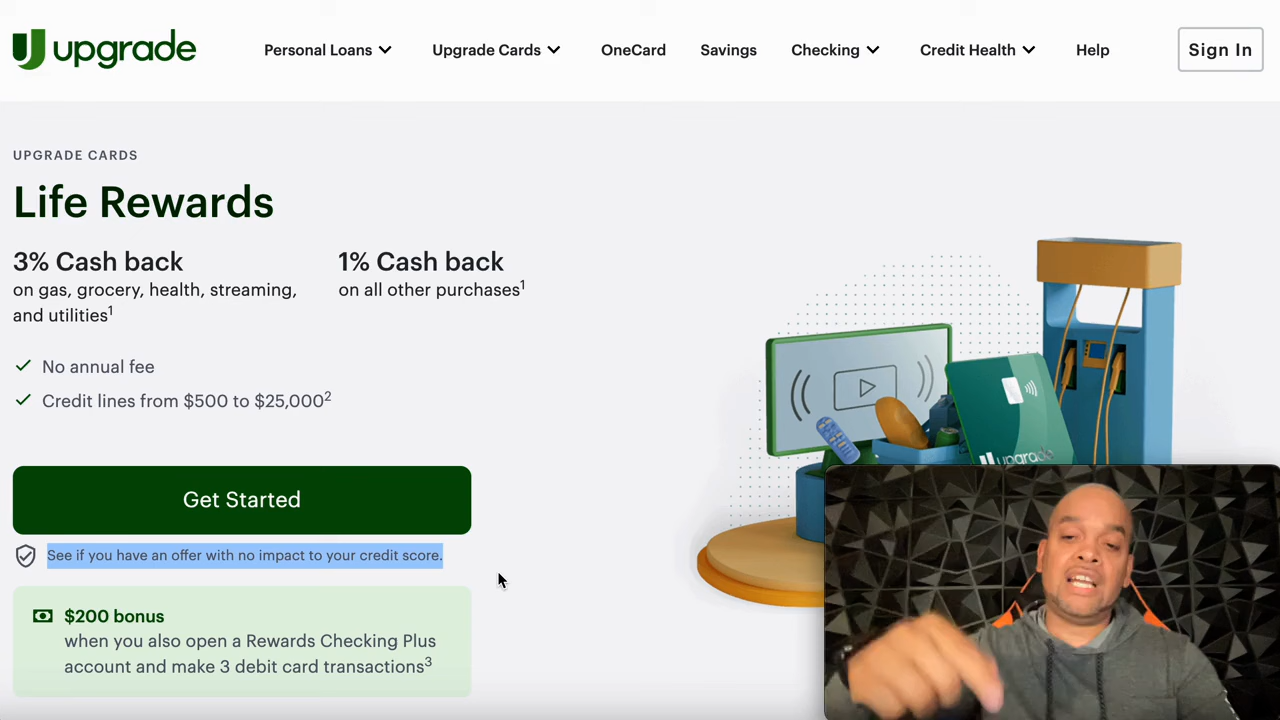 upgrade
Personal Loans
Upgrade Cards
OneCard
Savings
Checking
Credit Health
Help
Sign In
UPGRADE CARDS
Life Rewards
3% Cash back
on gas, grocery, health, streaming,
and utilities1
1% Cash back
on all other purchases1
No annual fee
Credit lines from $500 to $25,0002
Get Started
See if you have an offer with no impact to your credit score.
$200 bonus
when you also open a Rewards Checking Plus
account and make 3 debit card transactions3
upgrade